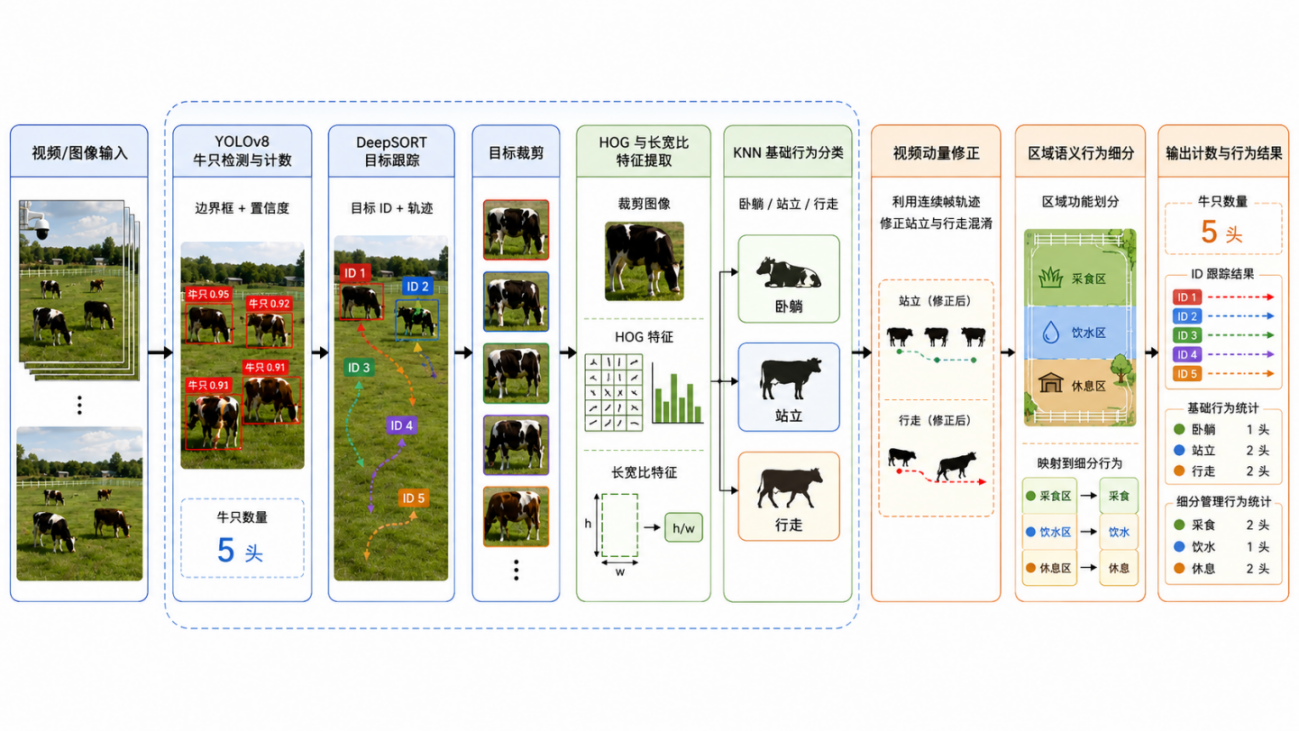 视频/图像输入
YOLOv8
牛只检测与计数
边界框 + 置信度
牛只 0.95
牛只 0.92
牛只 0.91
牛只 0.91
牛只数量
5 头
DeepSORT
目标跟踪
目标 ID + 轨迹
ID 1
ID 2
ID 3
ID 4
ID 5
目标裁剪
HOG 与长宽比
特征提取
裁剪图像
HOG 特征
长宽比特征
h
w
h/w
KNN 基础行为分类
卧躺 / 站立 / 行走
卧躺
站立
行走
视频动量修正
利用连续帧轨迹
修正站立与行走混淆
站立（修正后）
行走（修正后）
区域语义行为细分
区域功能划分
采食区
饮水区
休息区
映射到细分行为
采食区 采食
饮水区 饮水
休息区 休息
输出计数与行为结果
牛只数量
5 头
ID 跟踪结果
ID 1
ID 2
ID 3
ID 4
ID 5
基础行为统计
卧躺 1 头
站立 2 头
行走 2 头
细分管理行为统计
采食 2 头
饮水 1 头
休息 2 头